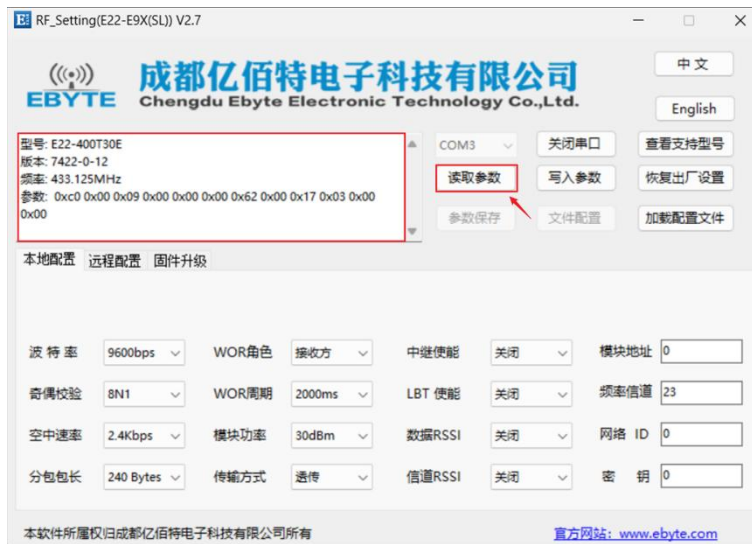 RF_Setting(E22-E9X(SL)) V2.7
EBYTE
成都亿佰特电子科技有限公司
Chengdu Ebyte Electronic Technology Co.,Ltd.
中 文
English
型号: E22-400T30E
版本: 7422-0-12
频率: 433.125MHz
参数: 0xc0 0x00 0x09 0x00 0x00 0x00 0x62 0x00 0x17 0x03 0x00
0x00
COM3 关闭串口 查看支持型号
读取参数 写入参数 恢复出厂设置
参数保存 文件配置 加载配置文件
本地配置 远程配置 固件升级
波 特 率 9600bps WOR角色 接收方 中继使能 关闭 模块地址 0
奇偶校验 8N1 WOR周期 2000ms LBT 使能 关闭 频率信道 23
空中速率 2.4Kbps 模块功率 30dBm 数据RSSI 关闭 网络 ID 0
分包包长 240 Bytes 传输方式 透传 信道RSSI 关闭 密 钥 0
本软件所属权归成都亿佰特电子科技有限公司所有 官方网站: www.ebyte.com